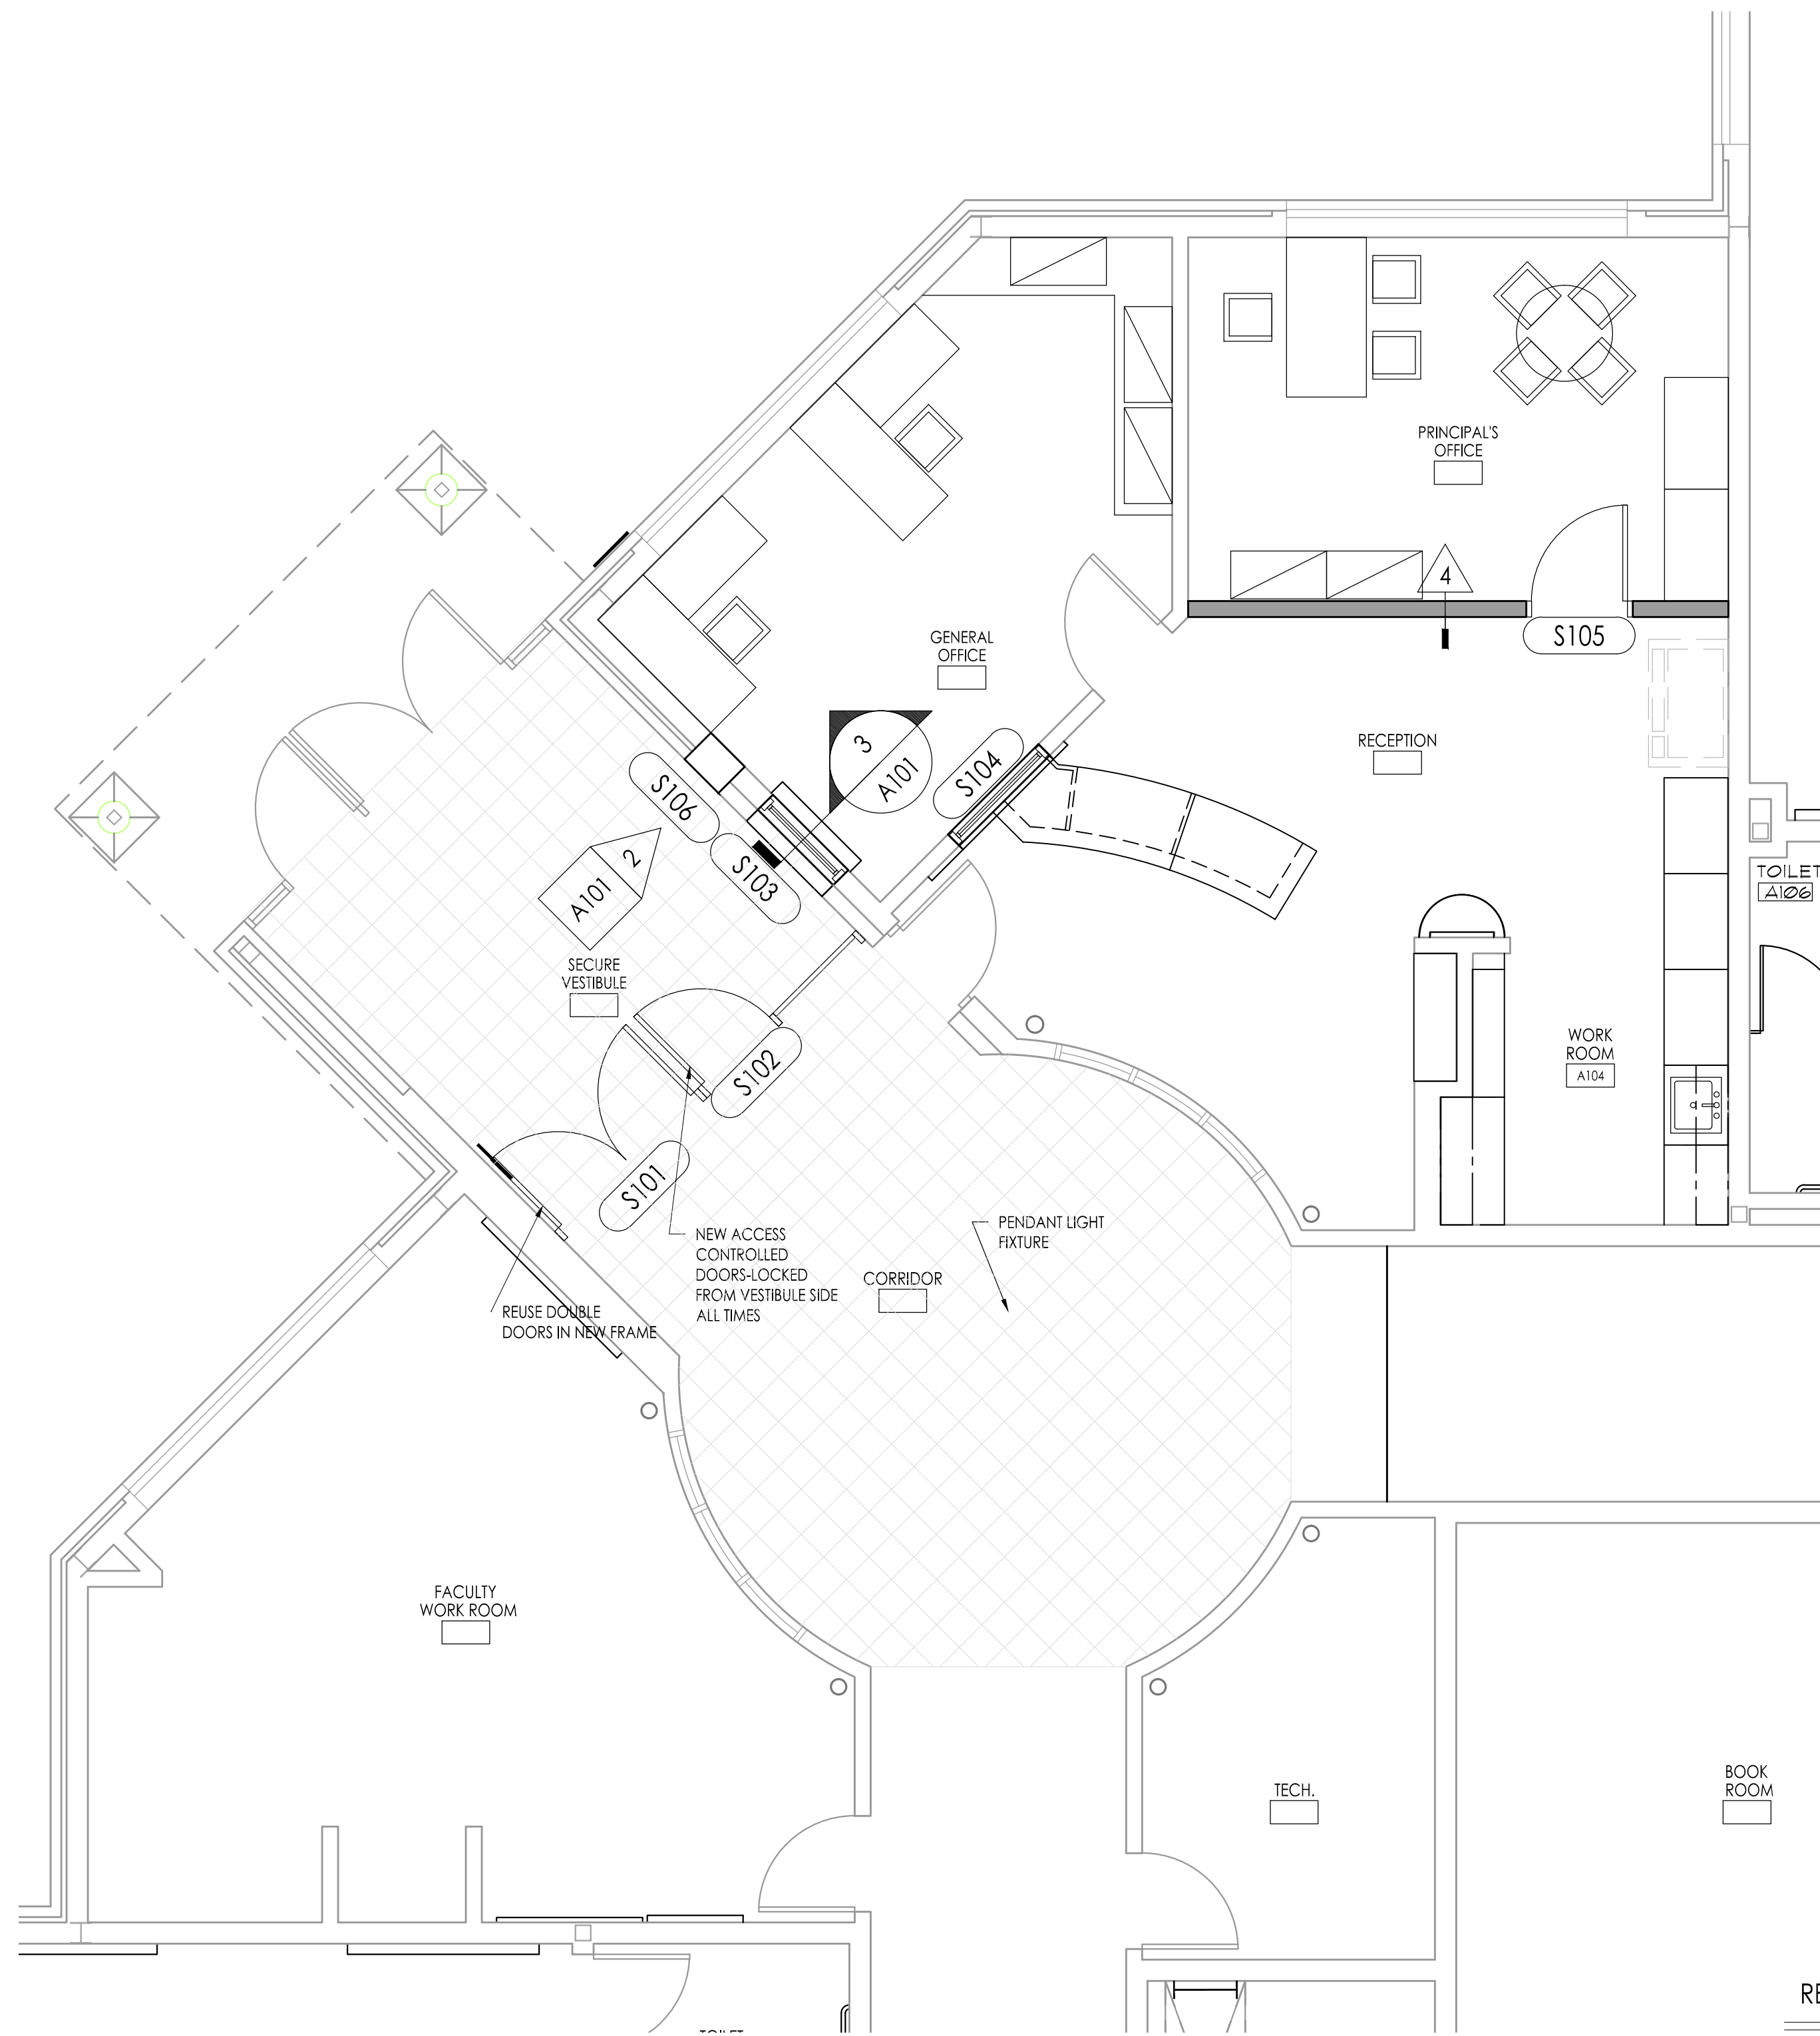 PRINCIPAL'S
OFFICE
4
S105
GENERAL
OFFICE
RECEPTION
3
A101
S104
S106
S103
2
A101
TOILET
A106
SECURE
VESTIBULE
S102
WORK
ROOM
A104
S101
NEW ACCESS
CONTROLLED
DOORS-LOCKED
FROM VESTIBULE SIDE
ALL TIMES
PENDANT LIGHT
FIXTURE
CORRIDOR
REUSE DOUBLE
DOORS IN NEW FRAME
FACULTY
WORK ROOM
TECH.
BOOK
ROOM
RE
TOILET